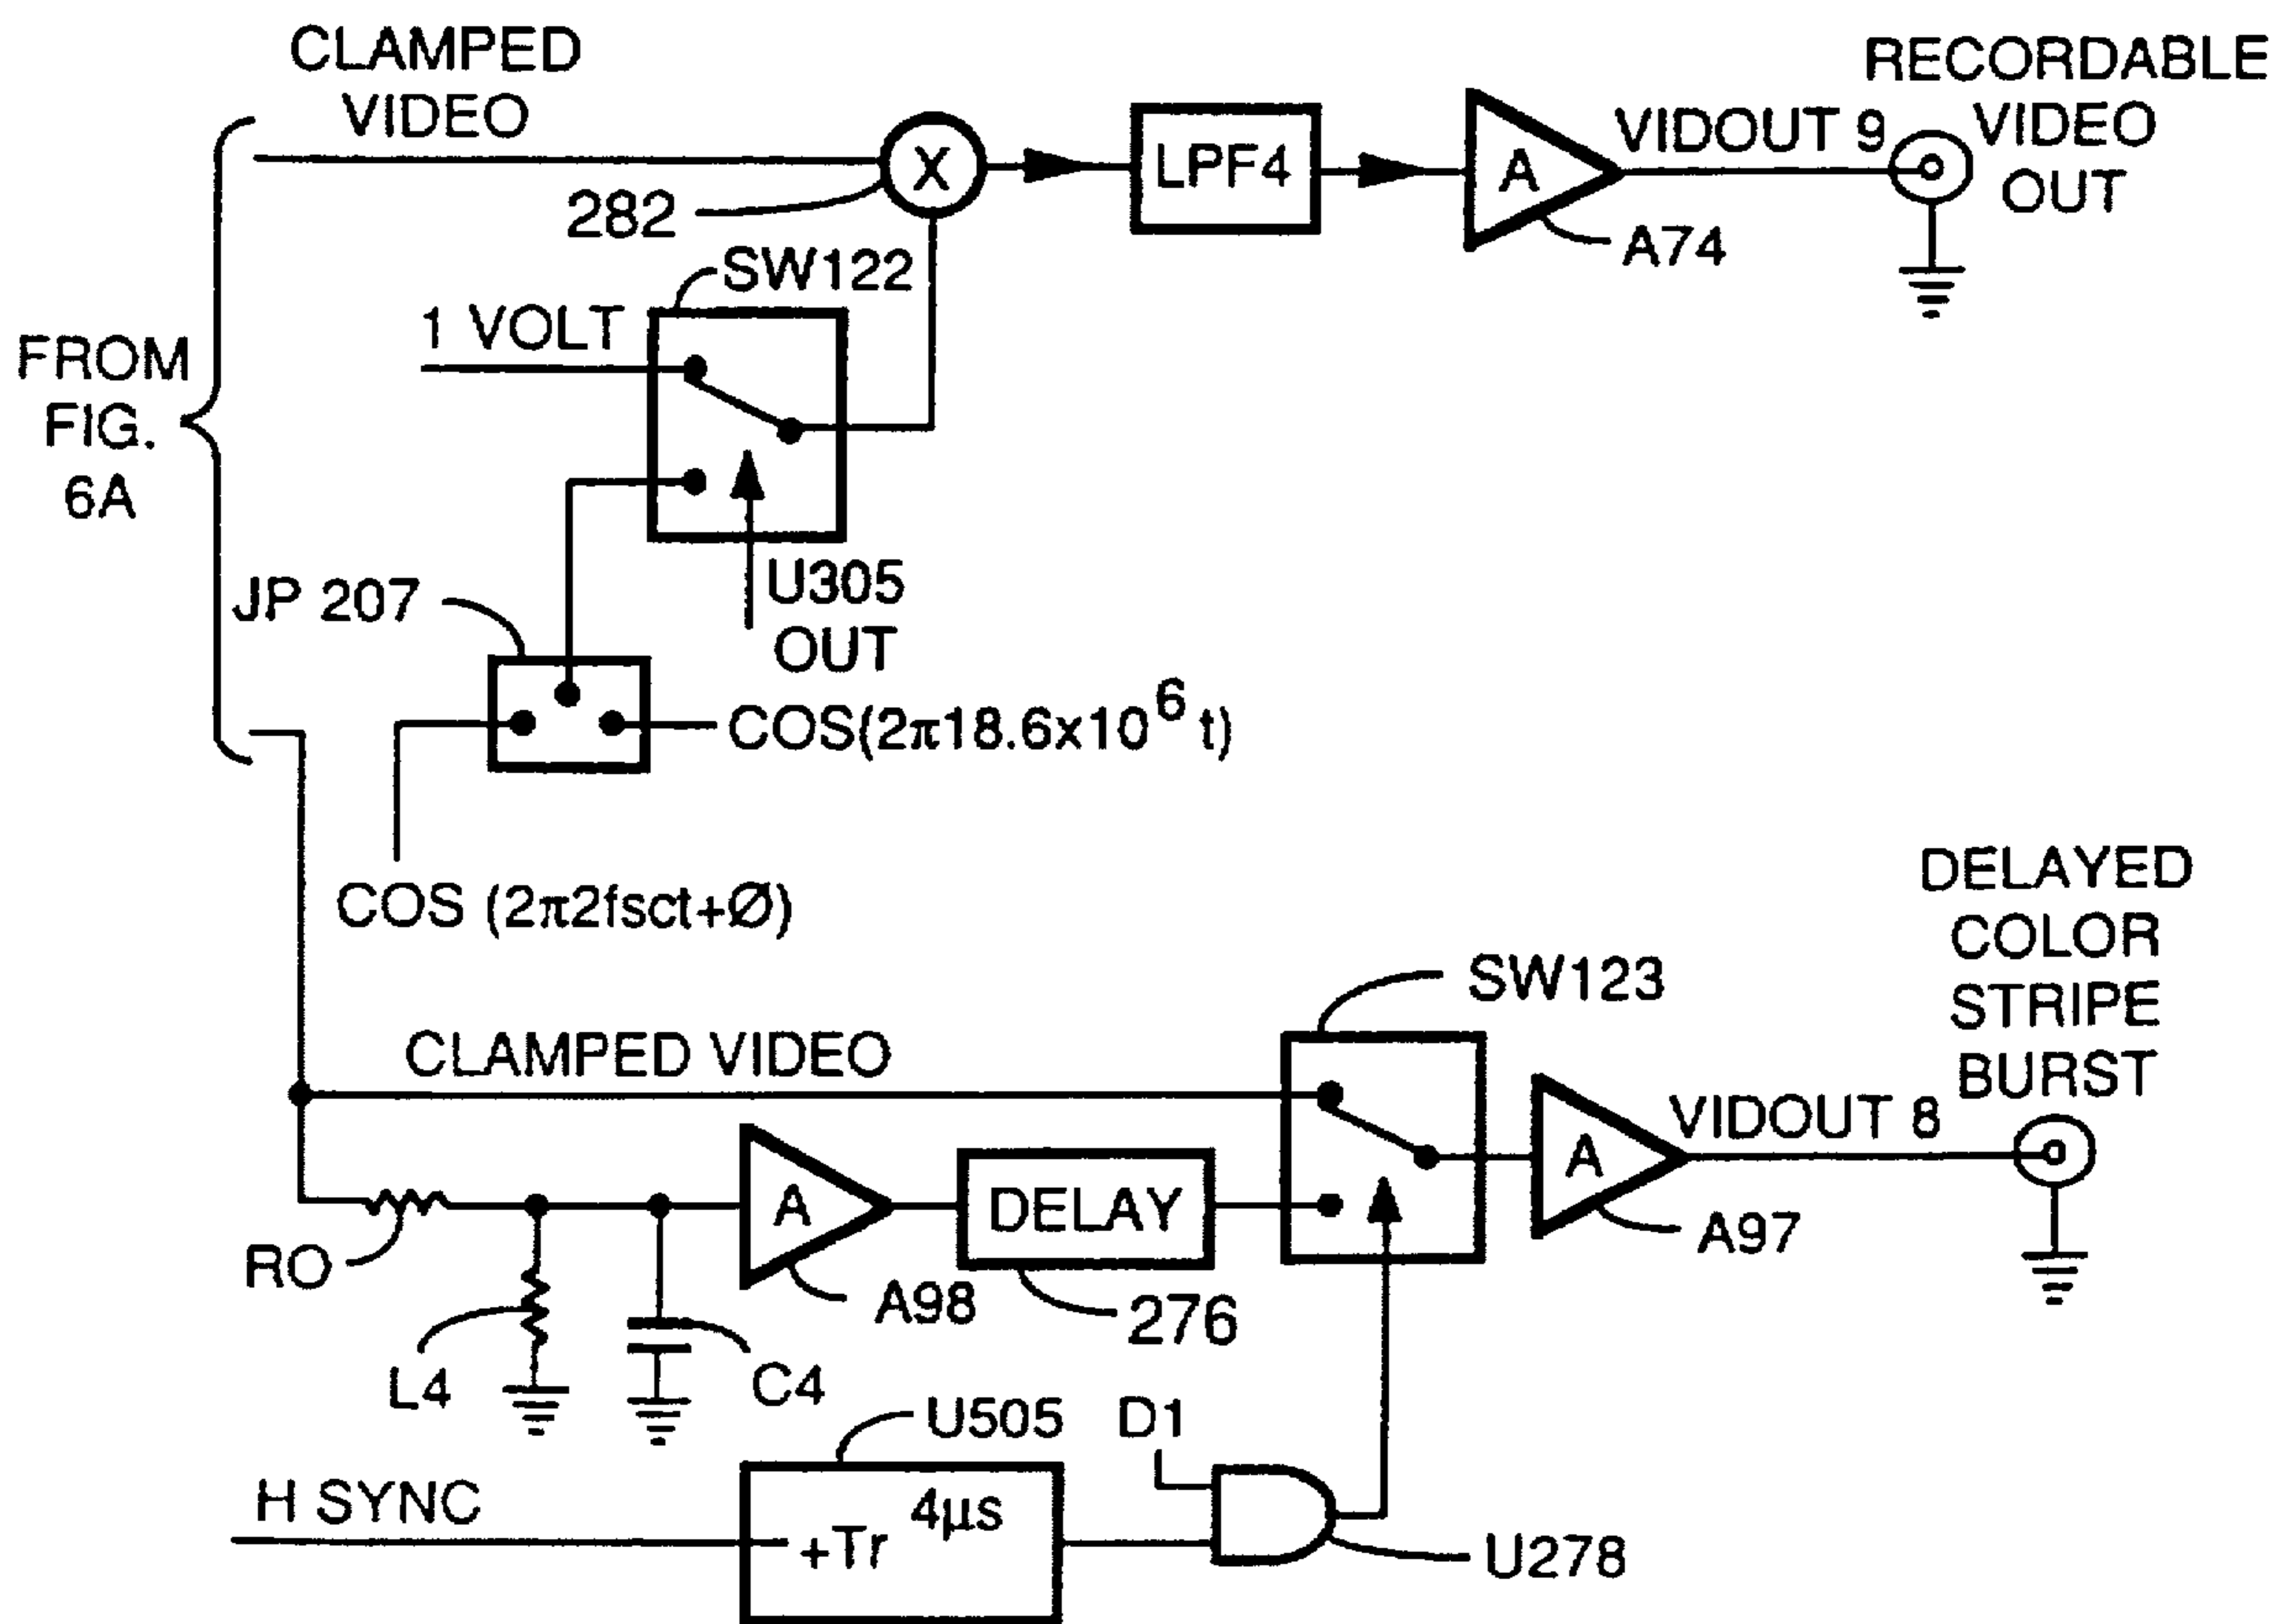 CLAMPED
VIDEO
RECORDABLE
VIDEO
OUT
X
LPF4
A
VIDOUT 9
A74
282
SW122
1 VOLT
FROM
FIG.
6A
U305
OUT
JP 207
COS(2π18.6x10⁶ t)
COS (2π2fsct+Ø)
DELAYED
COLOR
STRIPE
BURST
SW123
CLAMPED VIDEO
VIDOUT 8
A
DELAY
A
RO
A98
276
A97
L4
C4
U505
D1
H SYNC
4µs
+Tr
U278